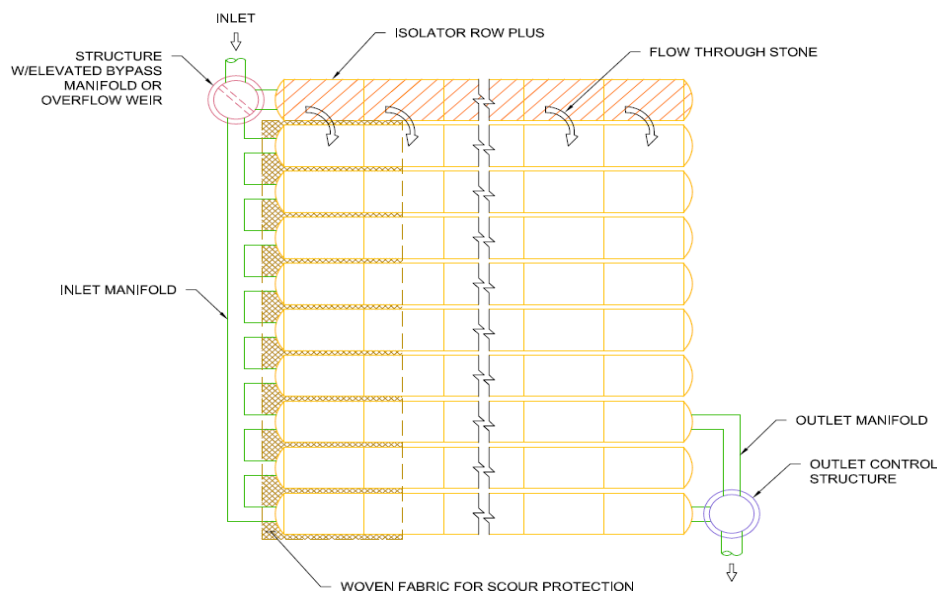 INLET
ISOLATOR ROW PLUS
STRUCTURE
W/ELEVATED BYPASS
MANIFOLD OR
OVERFLOW WEIR
FLOW THROUGH STONE
INLET MANIFOLD
OUTLET MANIFOLD
OUTLET CONTROL
STRUCTURE
WOVEN FABRIC FOR SCOUR PROTECTION